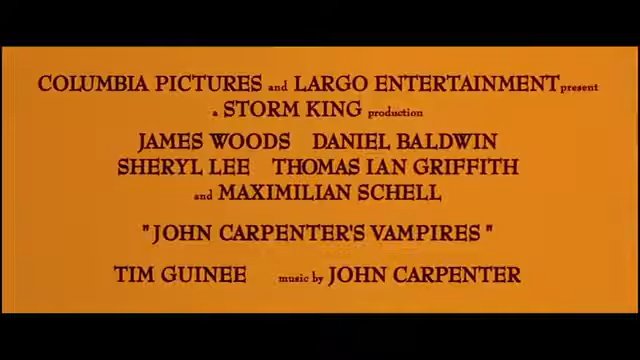 COLUMBIA PICTURES and LARGO ENTERTAINMENT present
a STORM KING production
JAMES WOODS DANIEL BALDWIN
SHERYL LEE THOMAS IAN GRIFFITH
and MAXIMILIAN SCHELL
"JOHN CARPENTER'S VAMPIRES"
TIM GUINEE music by JOHN CARPENTER